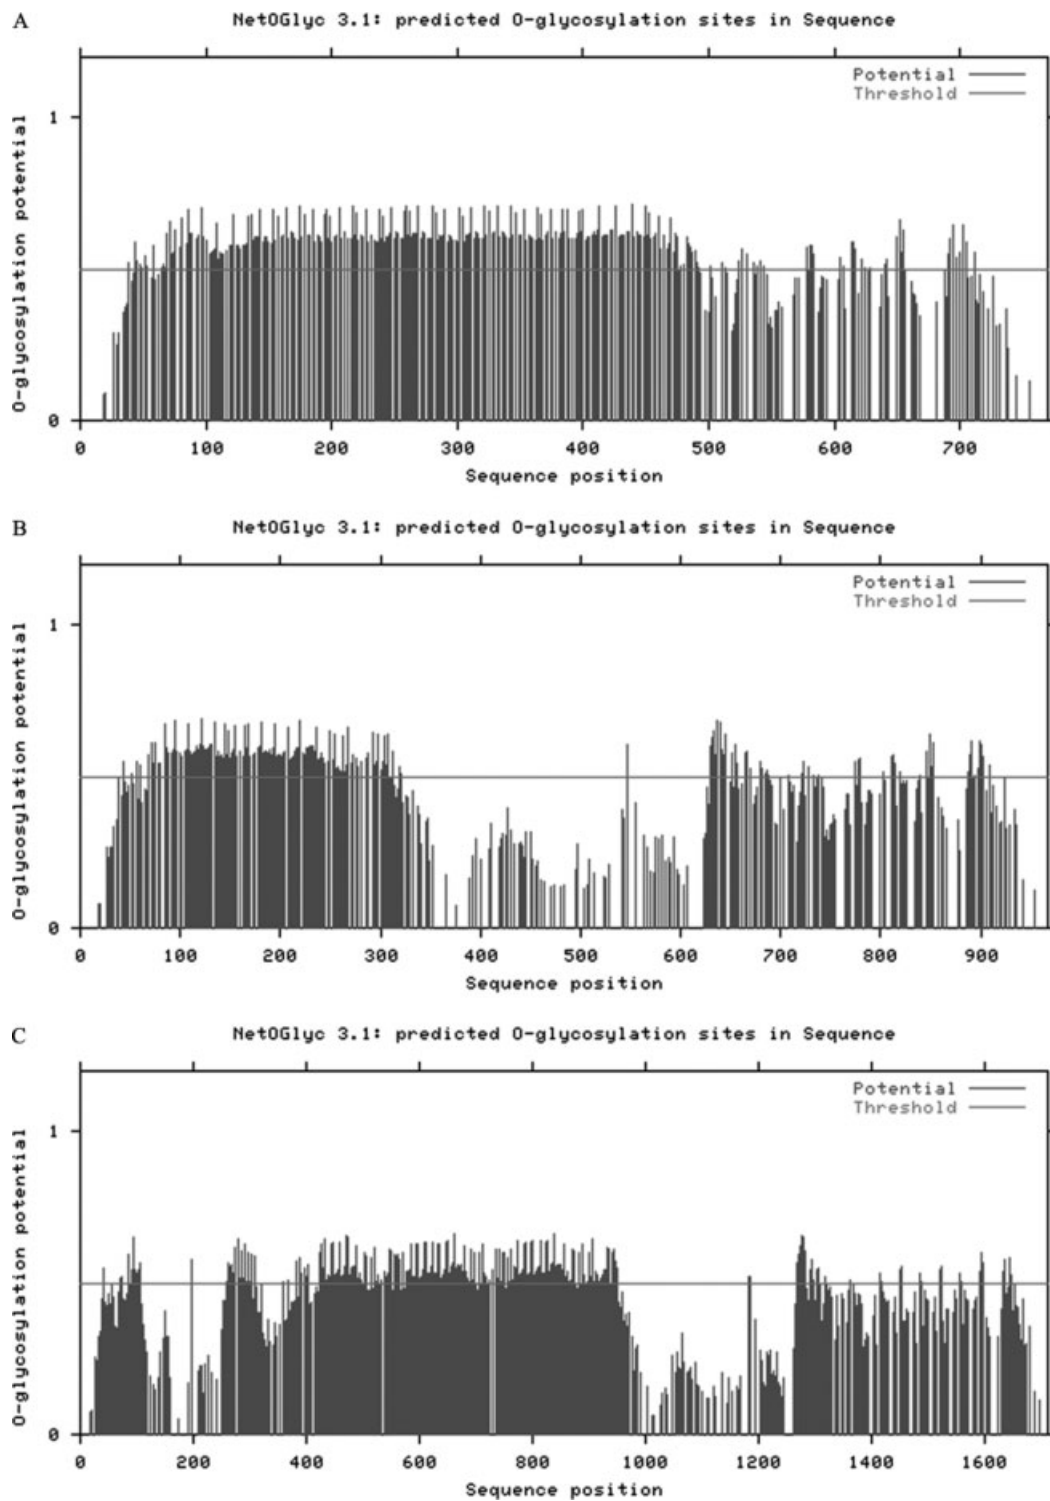 A
NetOGlyc 3.1: predicted O-glycosylation sites in Sequence
Potential
Threshold
O-glycosylation potential
1
0
0 100 200 300 400 500 600 700
Sequence position
B
NetOGlyc 3.1: predicted O-glycosylation sites in Sequence
Potential
Threshold
O-glycosylation potential
1
0
0 100 200 300 400 500 600 700 800 900
Sequence position
C
NetOGlyc 3.1: predicted O-glycosylation sites in Sequence
Potential
Threshold
O-glycosylation potential
1
0
0 200 400 600 800 1000 1200 1400 1600
Sequence position